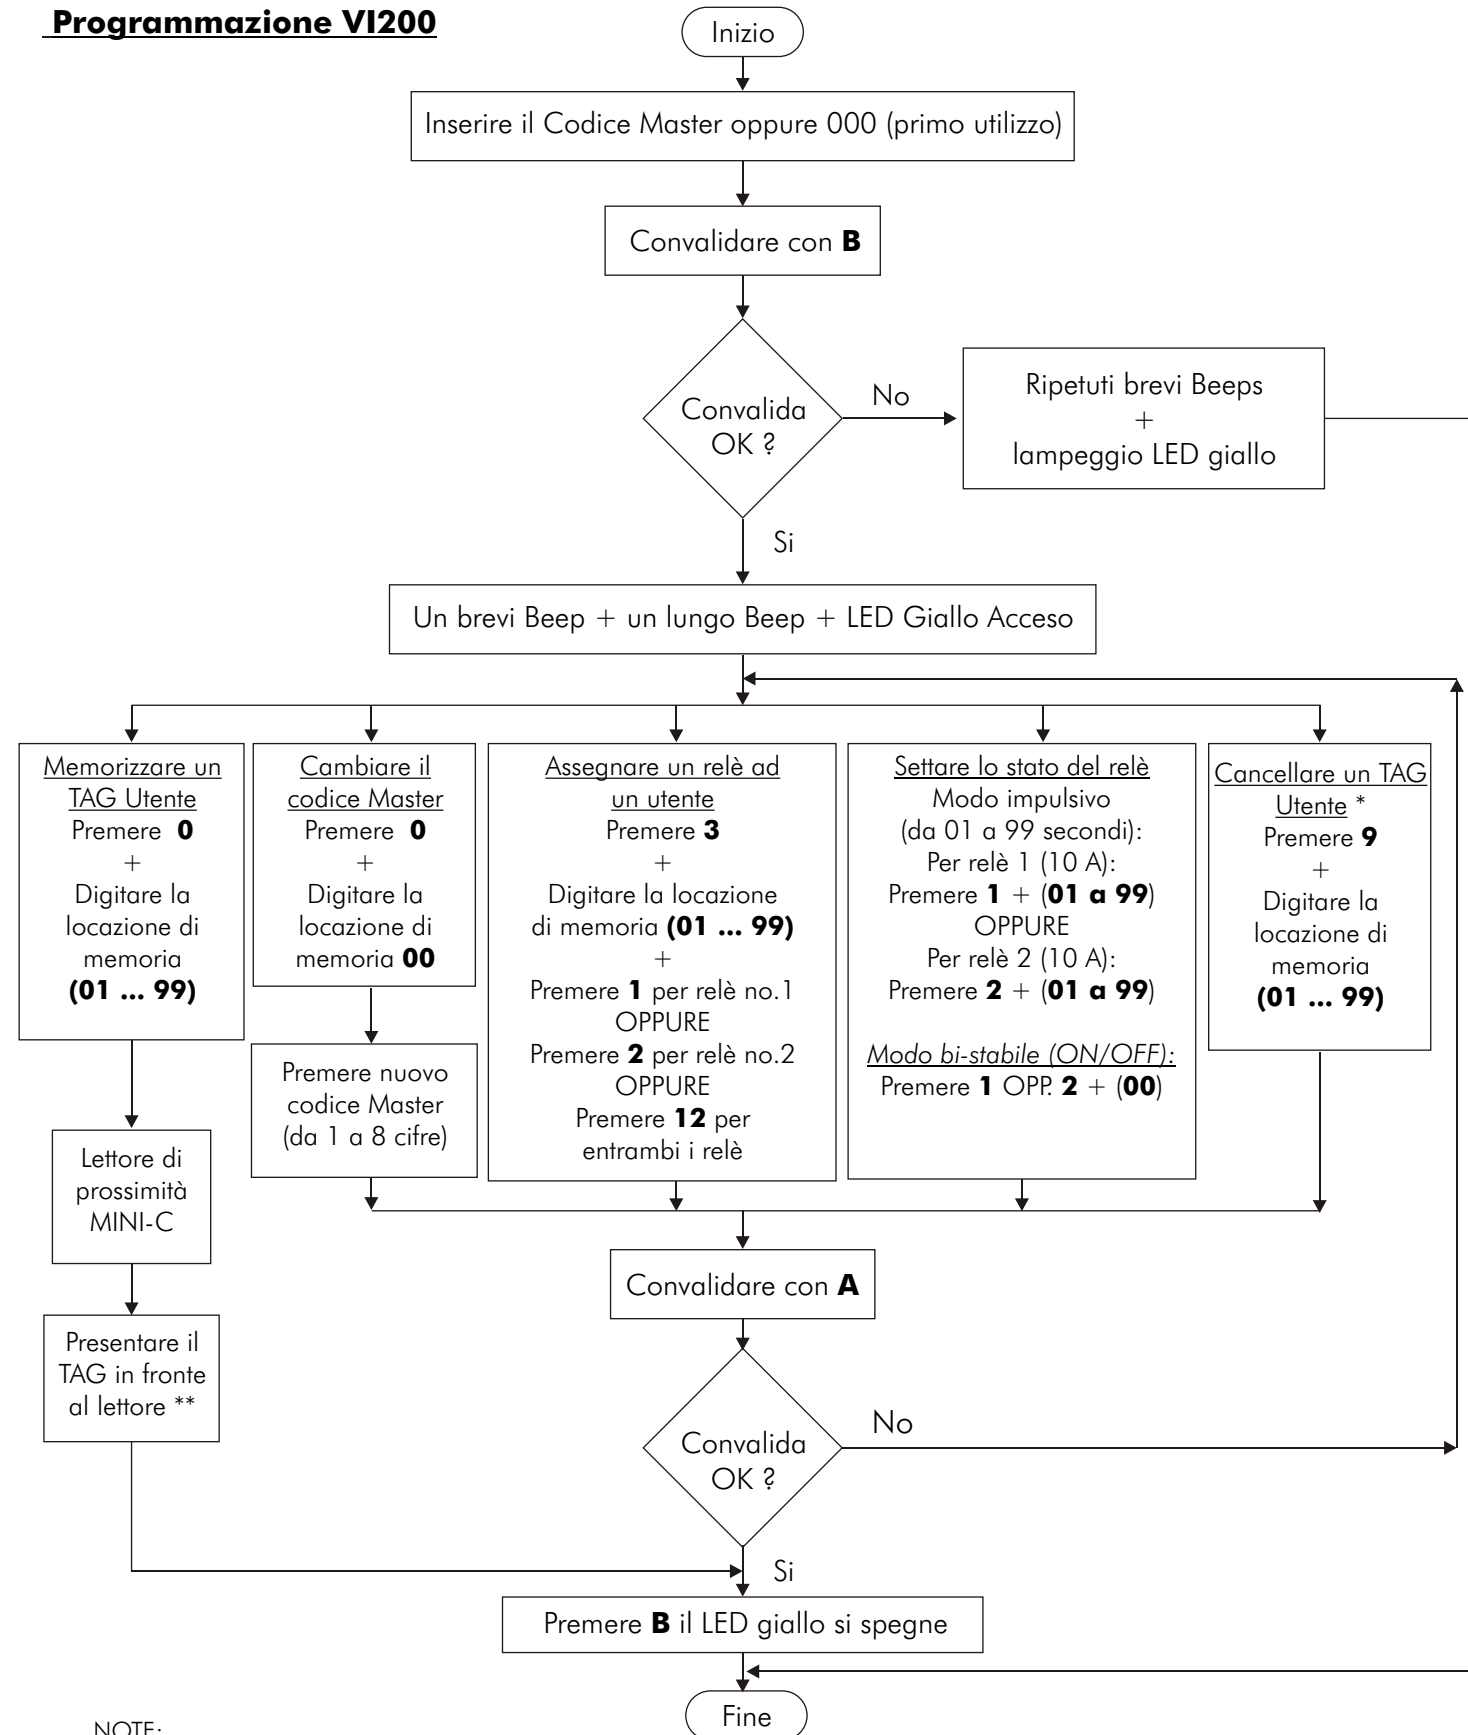 Programmazione VI200
Inizio
Inserire il Codice Master oppure 000 (primo utilizzo)
Convalidare con B
Convalida
OK ?
No
Ripetuti brevi Beeps
+
lampeggio LED giallo
Si
Un brevi Beep + un lungo Beep + LED Giallo Acceso
Memorizzare un
TAG Utente
Premere 0
+
Digitare la
locazione di
memoria
(01 ... 99)
Lettore di
prossimità
MINI-C
Presentare il
TAG in fronte
al lettore **
Cambiare il
codice Master
Premere 0
+
Digitare la
locazione di
memoria 00
Premere nuovo
codice Master
(da 1 a 8 cifre)
Assegnare un relè ad
un utente
Premere 3
+
Digitare la locazione
di memoria (01 ... 99)
+
Premere 1 per relè no.1
OPPURE
Premere 2 per relè no.2
OPPURE
Premere 12 per
entrambi i relè
Settare lo stato del relè
Modo impulsivo
(da 01 a 99 secondi):
Per relè 1 (10 A):
Premere 1 + (01 a 99)
OPPURE
Per relè 2 (10 A):
Premere 2 + (01 a 99)
Modo bi-stabile (ON/OFF):
Premere 1 OPP. 2 + (00)
Cancellare un TAG
Utente *
Premere 9
+
Digitare la
locazione di
memoria
(01 ... 99)
Convalidare con A
Convalida
OK ?
No
Si
Premere B il LED giallo si spegne
Fine
NOTE: